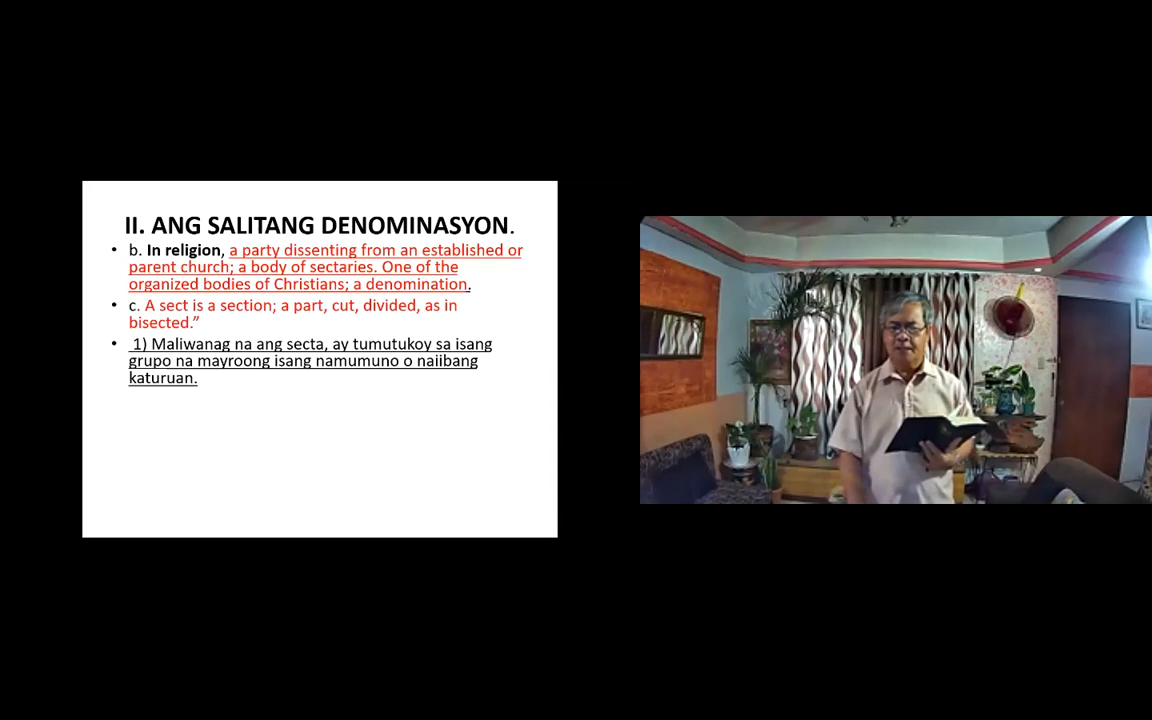 II. ANG SALITANG DENOMINASYON.
• b. In religion, a party dissenting from an established or
parent church; a body of sectaries. One of the
organized bodies of Christians; a denomination.
• c. A sect is a section; a part, cut, divided, as in
bisected.”
• 1) Maliwanag na ang secta, ay tumutukoy sa isang
grupo na mayroong isang namumuno o naiibang
katuruan.